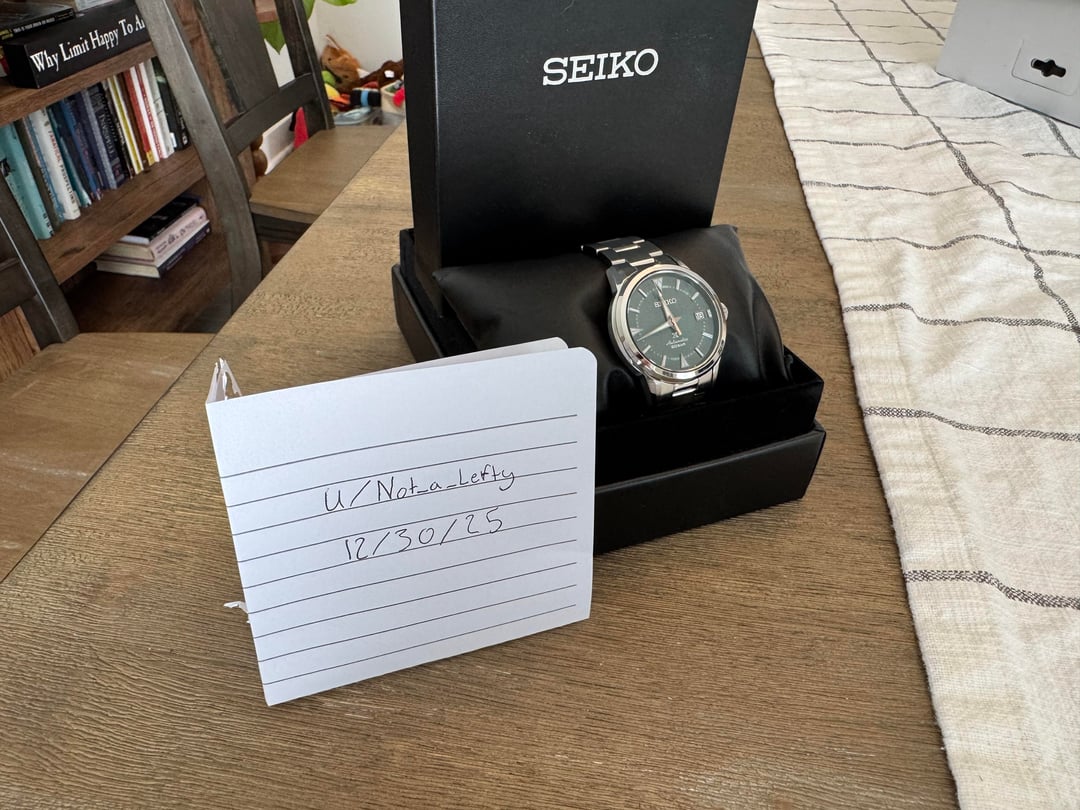 Why Limit Happy To A
SEIKO
SEIKO
Automatic
u/Not_a_Lefty
12/30/25